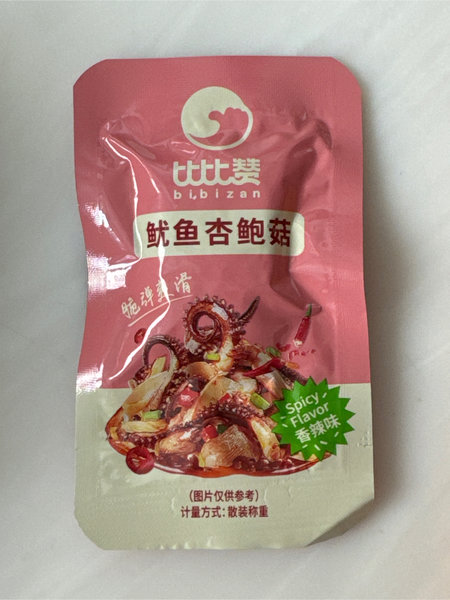 比比赞
bibizan
鱿鱼杏鲍菇
脆弹爽滑
Spicy
Flavor
香辣味
(图片仅供参考)
计量方式:散装称重